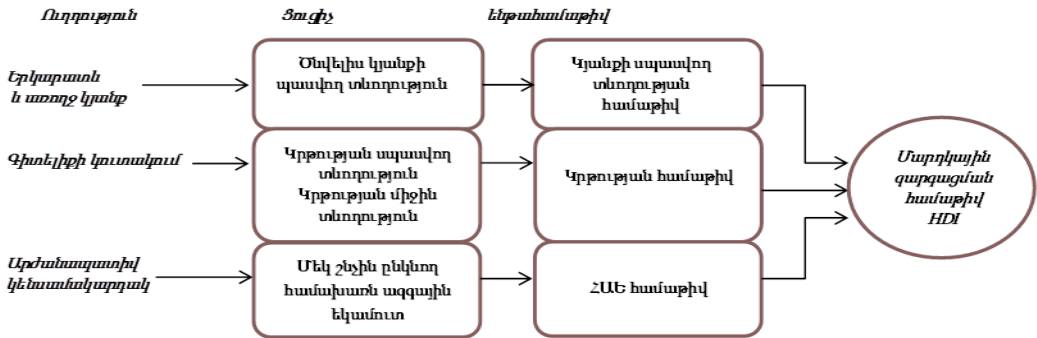 Ուղղություն Ցուցիչ ենթահամաթիվ
Երկարատև
և առողջ կյանք
Ծնվելիս կյանքի
պասվող տևողություն
Կյանքի սպասվող
տևողության
համաթիվ
Գիտելիքի կուտակում
Կրթության սպասվող
տևողություն
Կրթության միջին
տևողություն
Կրթության համաթիվ
Արժանապատիվ
կենսամակարդակ
Մեկ շնչին ընկնող
համախառն ազգային
եկամուտ
ՀԱԵ համաթիվ
Մարդկային
զարգացման
համաթիվ
HDI